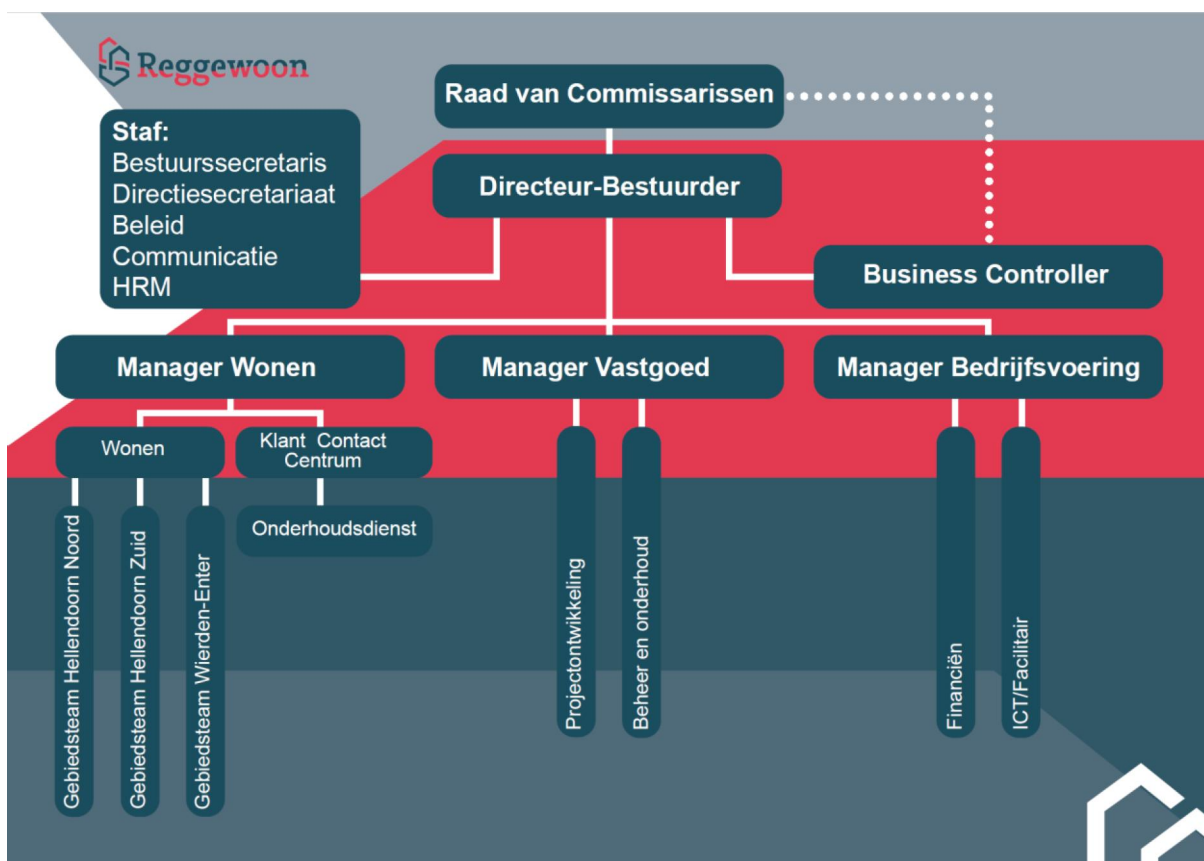 Reggewoon
Raad van Commissarissen
Staf:
Bestuurssecretaris
Directiesecretariaat
Beleid
Communicatie
HRM
Directeur-Bestuurder
Business Controller
Manager Wonen
Manager Vastgoed
Manager Bedrijfsvoering
Wonen
Klant Contact
Centrum
Onderhoudsdienst
Gebiedsteam Hellendoorn Noord
Gebiedsteam Hellendoorn Zuid
Gebiedsteam Wierden-Enter
Projectontwikkeling
Beheer en onderhoud
Financiën
ICT/Facilitair